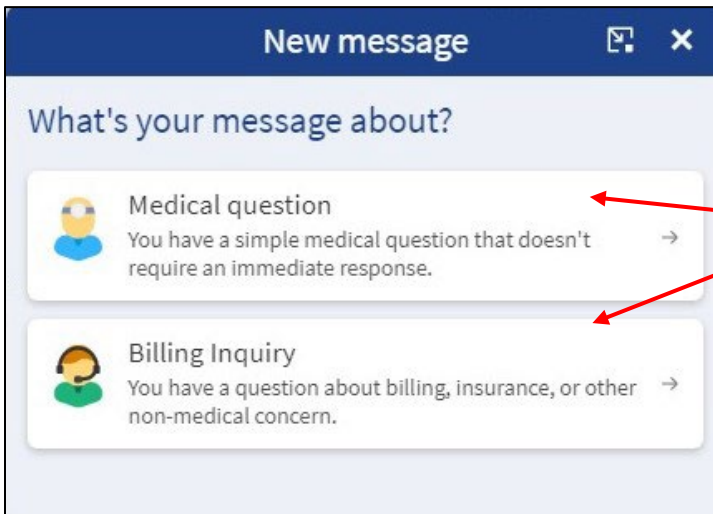 New message
What's your message about?
Medical question
You have a simple medical question that doesn't
require an immediate response.
Billing Inquiry
You have a question about billing, insurance, or other
non-medical concern.